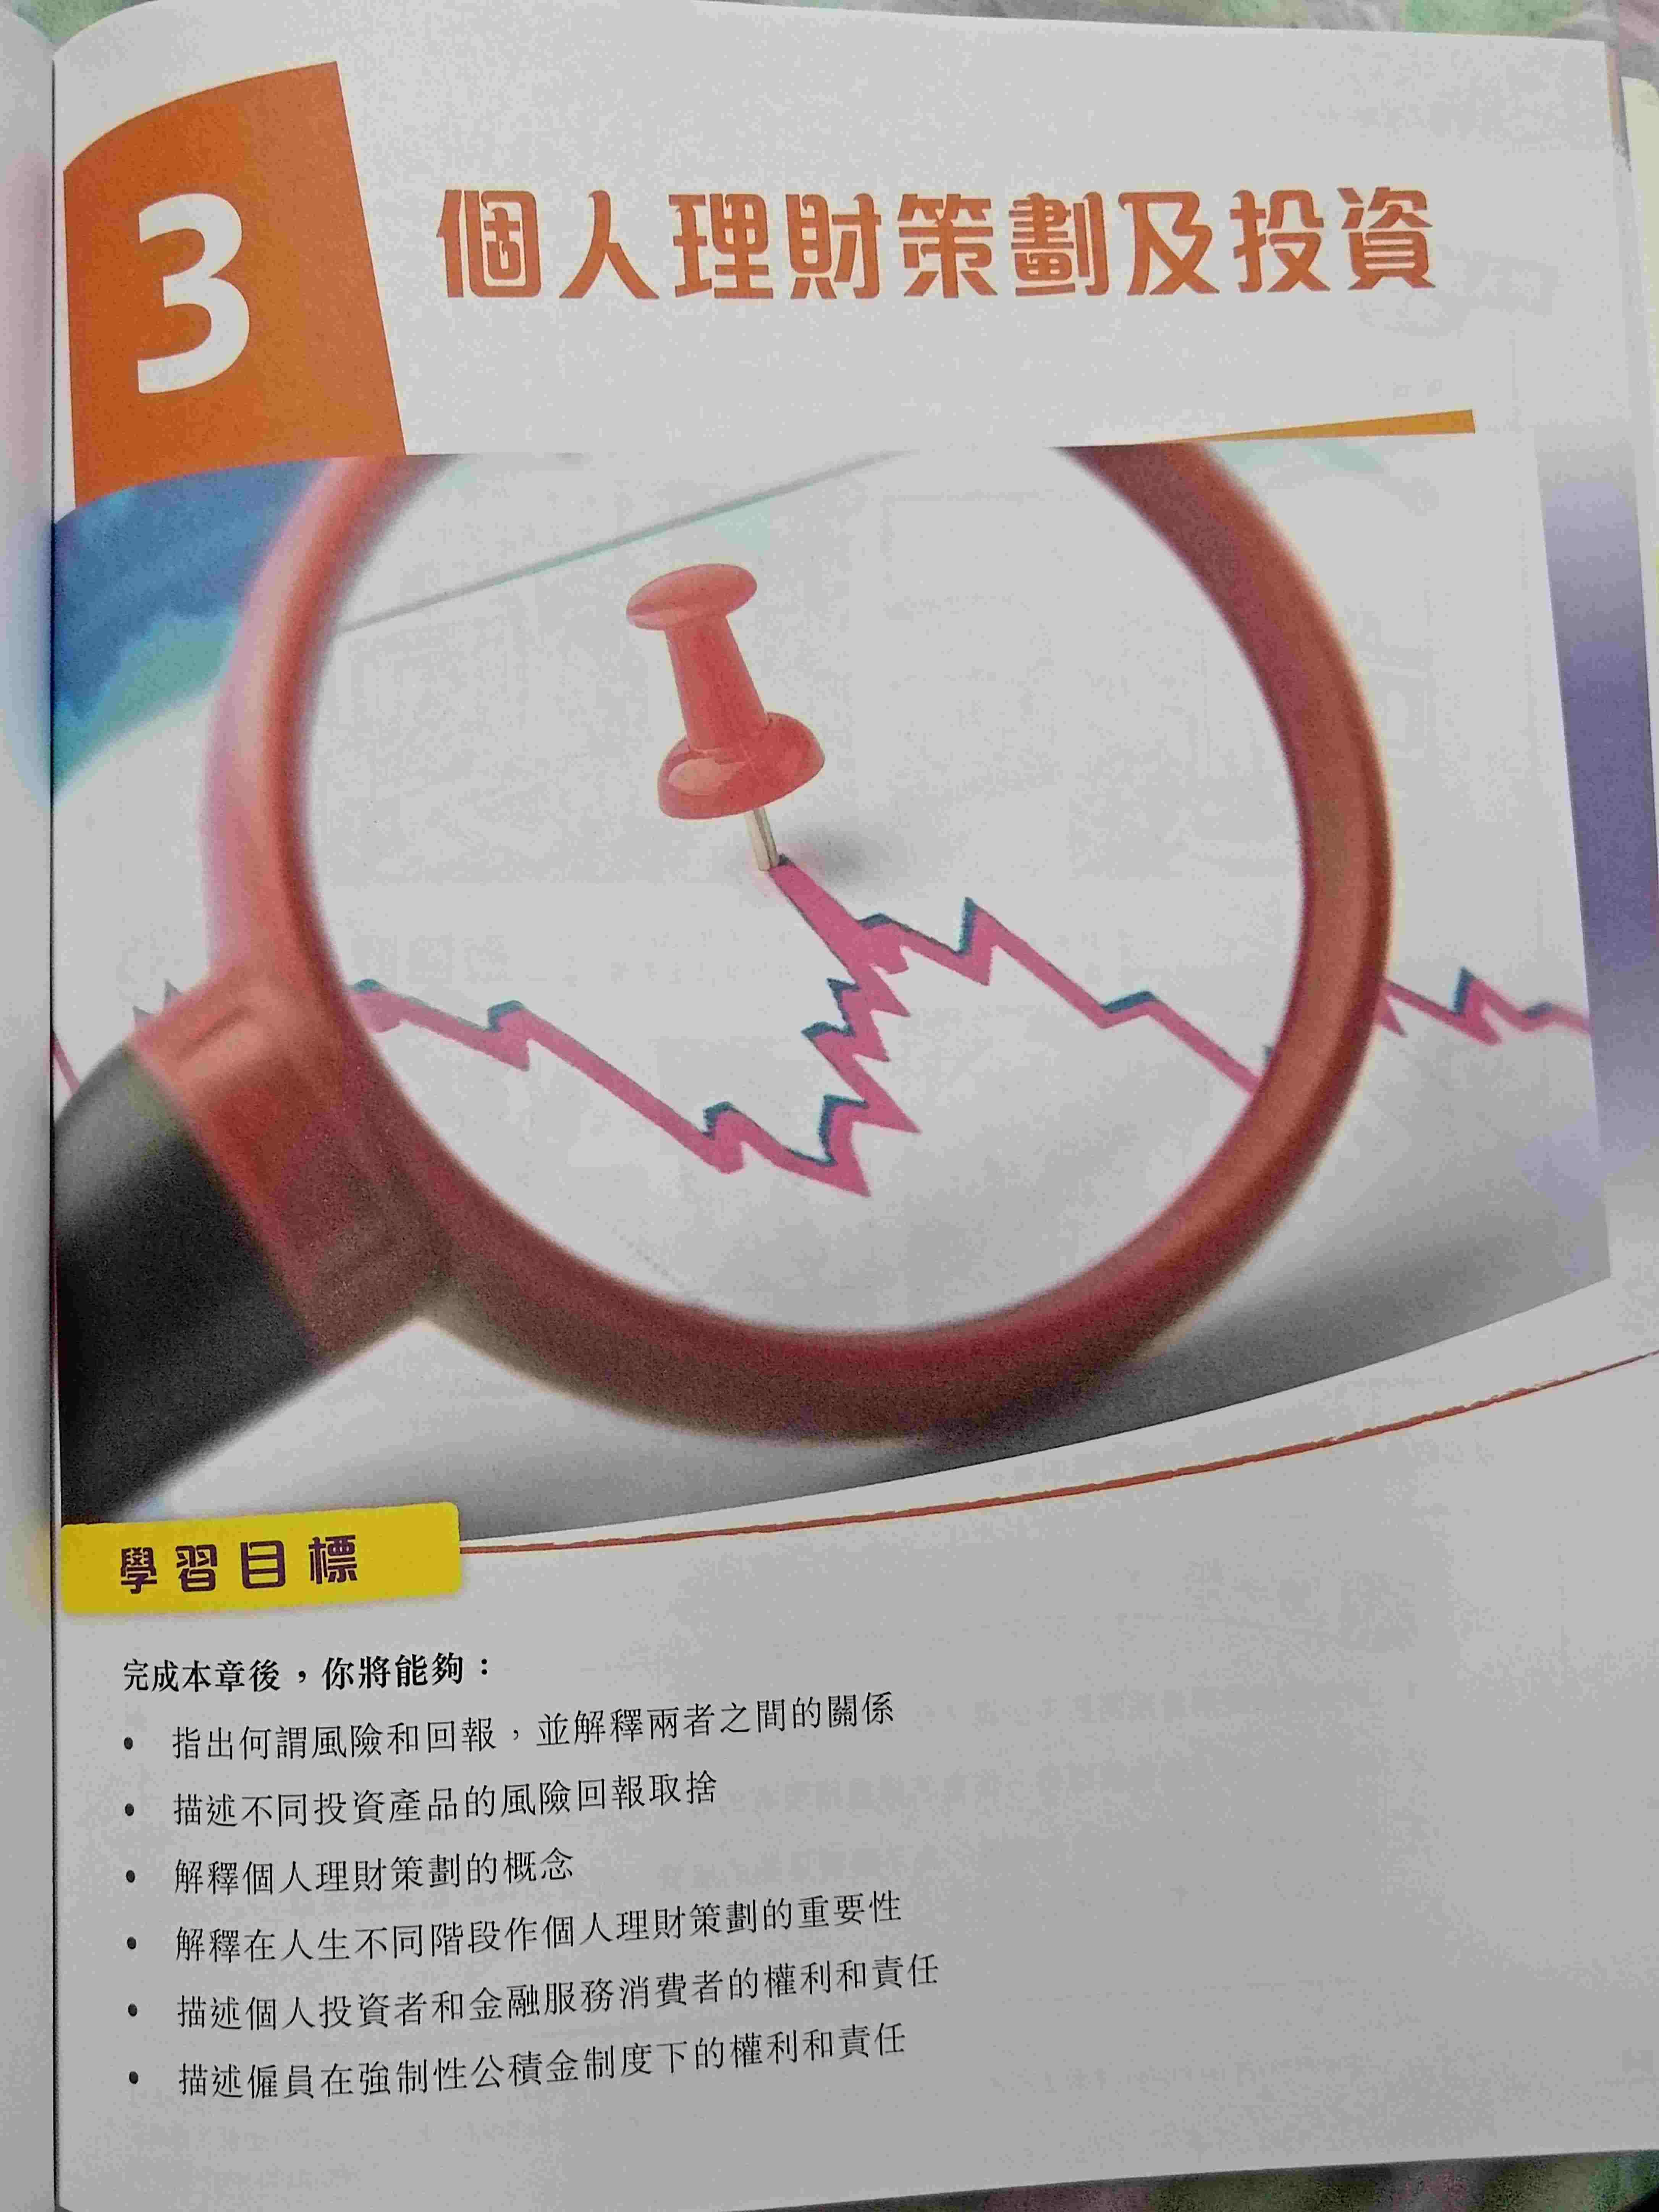 3
個人理財策劃及投資
學習目標
完成本章後，你將能夠：
• 指出何謂風險和回報，並解釋兩者之間的關係
• 描述不同投資產品的風險回報取捨
• 解釋個人理財策劃的概念
• 解釋在人生不同階段作個人理財策劃的重要性
• 描述個人投資者和金融服務消費者的權利和責任
• 描述僱員在強制性公積金制度下的權利和責任